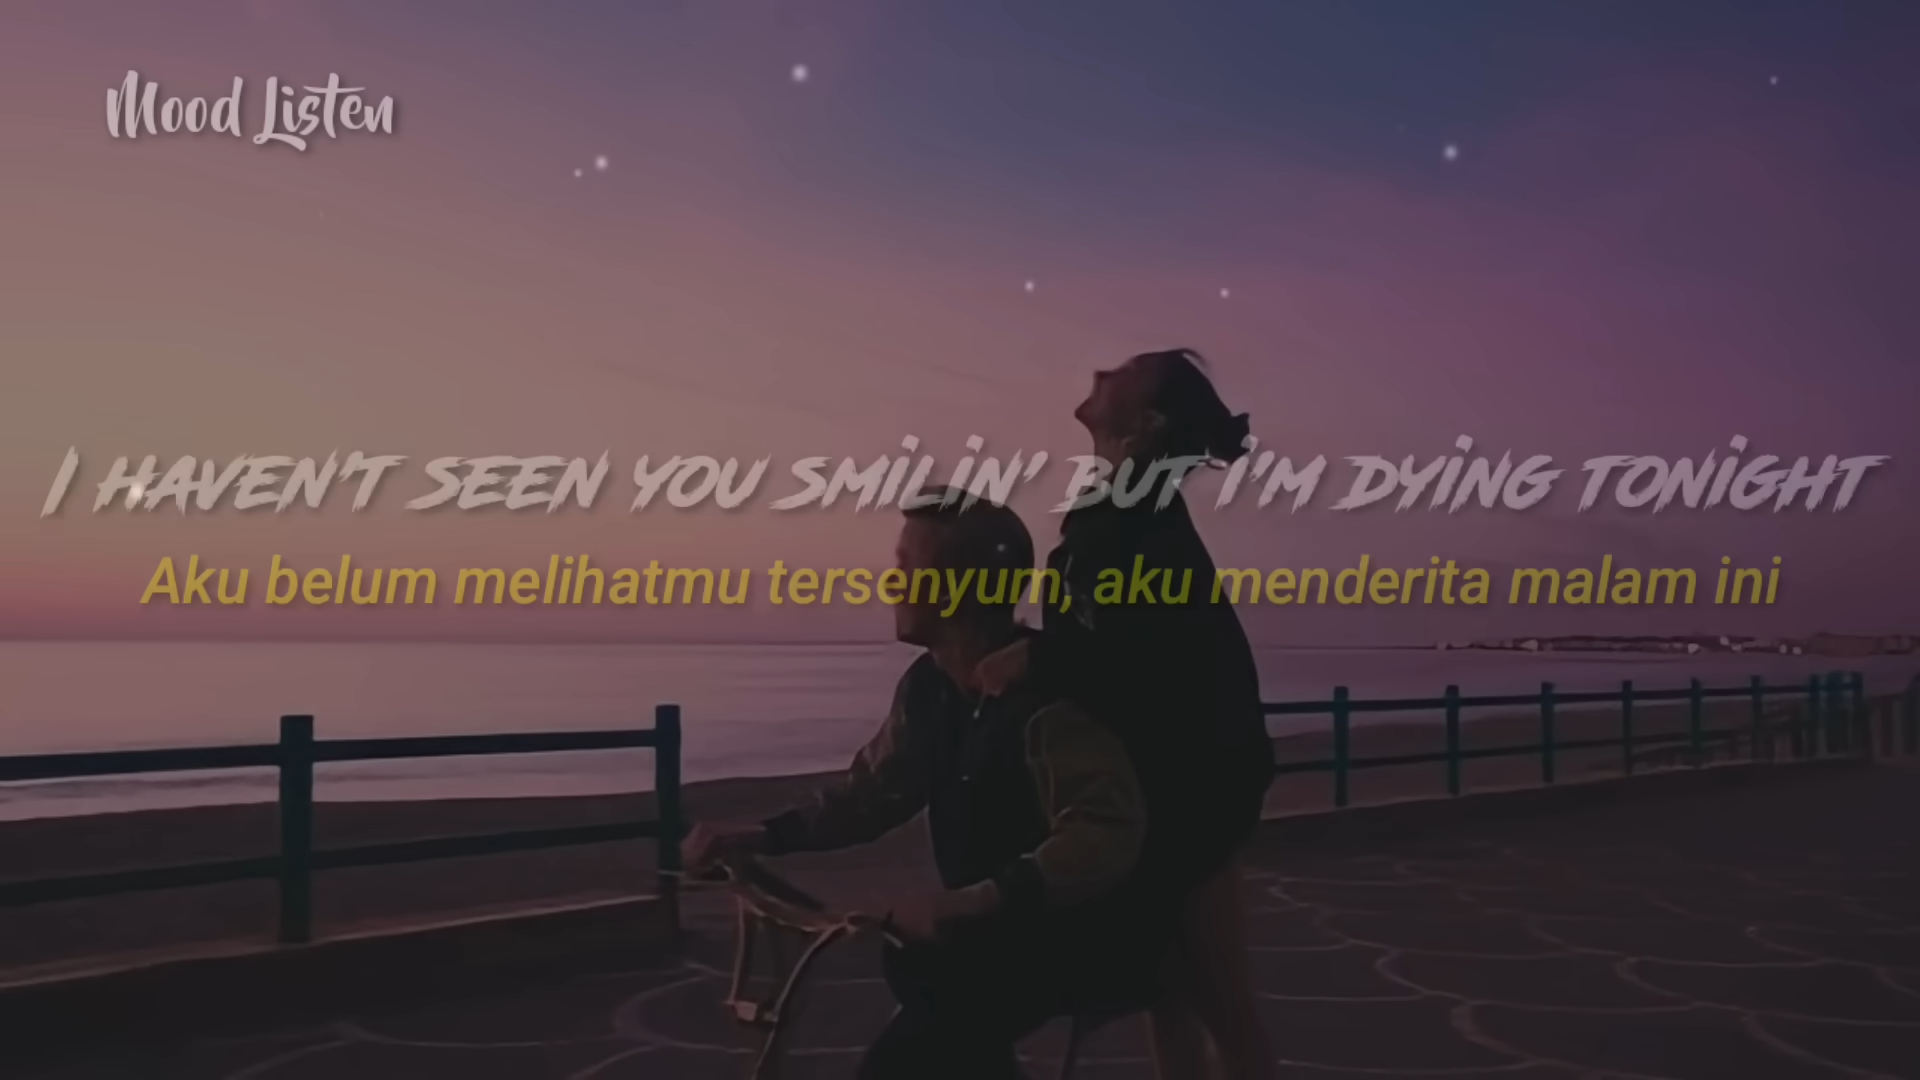 Mood Listen
I HAVEN'T SEEN YOU SMILIN' BUT I'M DYING TONIGHT
Aku belum melihatmu tersenyum, aku menderita malam ini